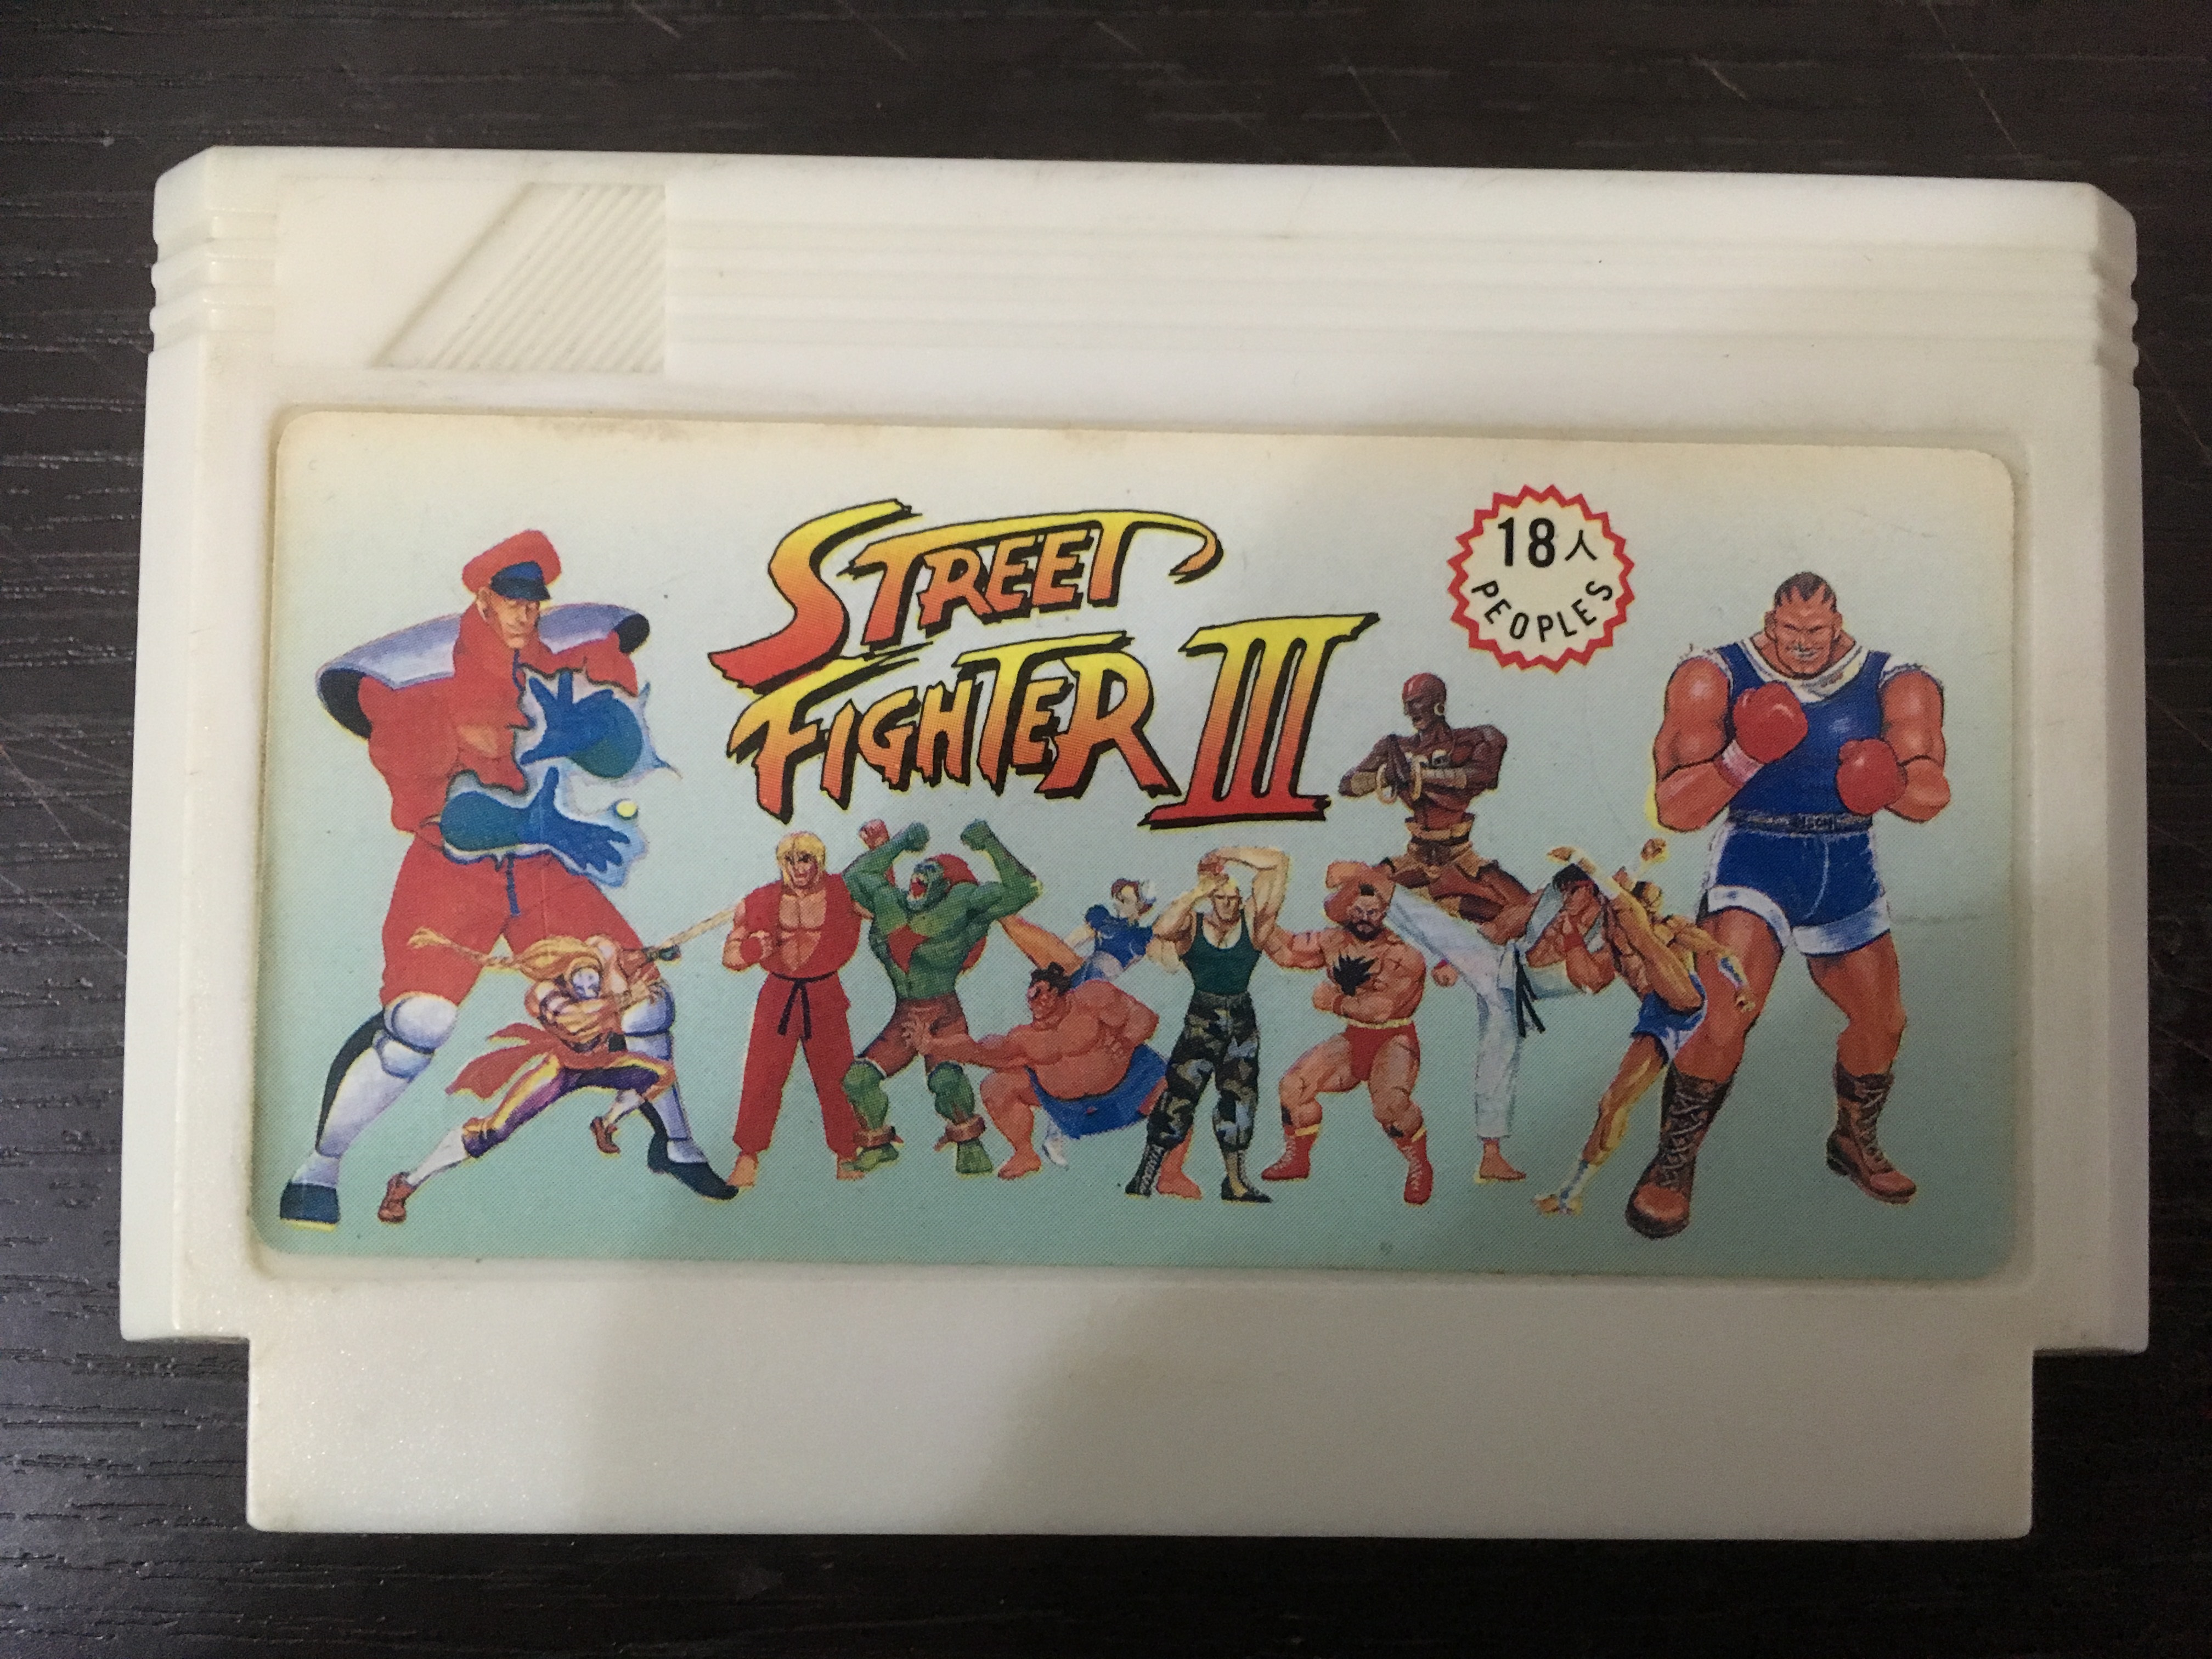 STREET
FIGHTER III
18人
PEOPLES